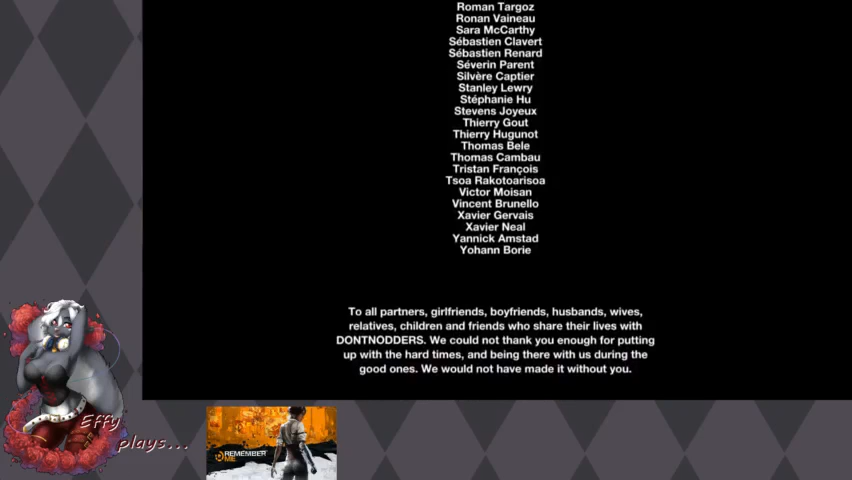 Roman Targoz
Ronan Vaineau
Sara McCarthy
Sébastien Clavert
Sébastien Renard
Séverin Parent
Silvère Captier
Stanley Lewry
Stéphanie Hu
Stevens Joyeux
Thierry Gout
Thierry Hugunot
Thomas Bele
Thomas Cambau
Tristan François
Tsoa Rakotoarisoa
Victor Moisan
Vincent Brunello
Xavier Gervais
Xavier Neal
Yannick Amstad
Yohann Borie
To all partners, girlfriends, boyfriends, husbands, wives,
relatives, children and friends who share their lives with
DONTNODDERS. We could not thank you enough for putting
up with the hard times, and being there with us during the
good ones. We would not have made it without you.
Effy
plays...
REMEMBER
ME